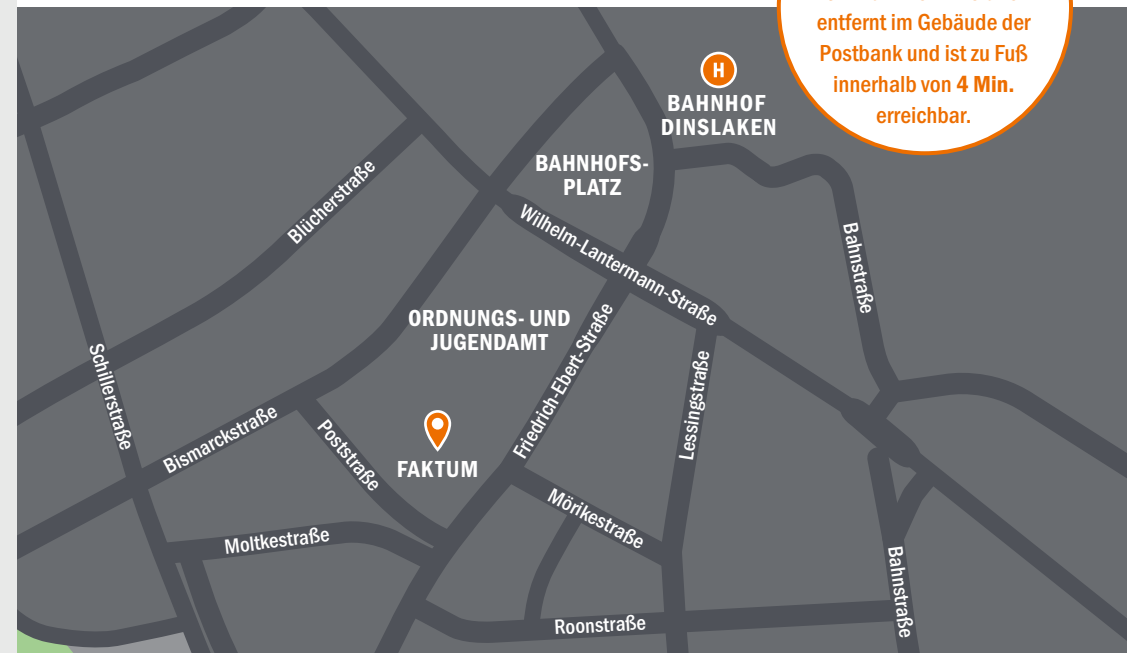 entfernt im Gebäude der
Postbank und ist zu Fuß
innerhalb von 4 Min.
erreichbar.
H
BAHNHOF
DINSLAKEN
BAHNHOFS-
PLATZ
Blücherstraße
Wilhelm-Lantermann-Straße
Bahnstraße
ORDNUNGS- UND
JUGENDAMT
Friedrich-Ebert-Straße
Schillerstraße
Lessingstraße
Bismarckstraße
Poststraße
FAKTUM
Mörikestraße
Moltkestraße
Bahnstraße
Roonstraße